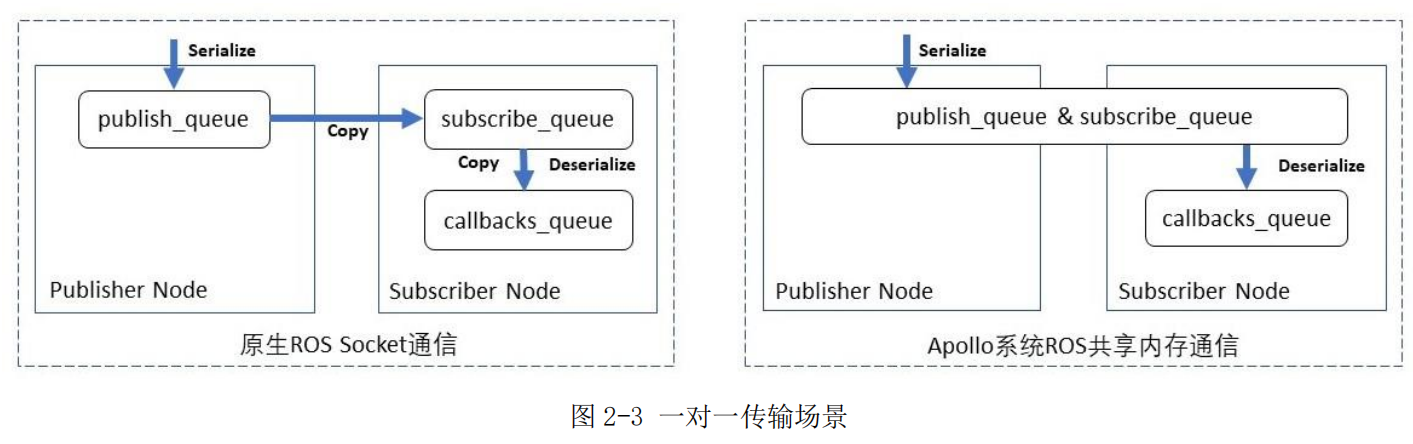 Serialize
publish_queue
Copy
subscribe_queue
Copy
Deserialize
callbacks_queue
Publisher Node
Subscriber Node
原生ROS Socket通信
Serialize
publish_queue & subscribe_queue
Deserialize
callbacks_queue
Publisher Node
Subscriber Node
Apollo系统ROS共享内存通信
图 2-3 一对一传输场景